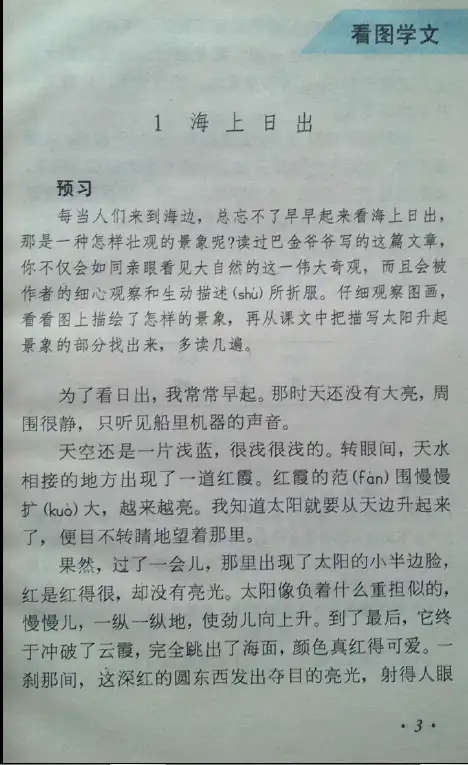 看图学文
1 海上日出
预习
每当人们来到海边，总忘不了早早起来看海上日出，
那是一种怎样壮观的景象呢?读过巴金爷爷写的这篇文章，
你不仅会如同亲眼看见大自然的这一伟大奇观，而且会被
作者的细心观察和生动描述(shù)所折服。仔细观察图画，
看看图上描绘了怎样的景象，再从课文中把描写太阳升起
景象的部分找出来，多读几遍。
为了看日出，我常常早起。那时天还没有大亮，周
围很静，只听见船里机器的声音。
天空还是一片浅蓝，很浅很浅的。转眼间，天水
相接的地方出现了一道红霞。红霞的范(fàn)围慢慢
扩(kuò)大，越来越亮。我知道太阳就要从天边升起来
了，便目不转睛地望着那里。
果然，过了一会儿，那里出现了太阳的小半边脸，
红是红得很，却没有亮光。太阳像负着什么重担似的，
慢慢儿，一纵一纵地，使劲儿向上升。到了最后，它终
于冲破了云霞，完全跳出了海面，颜色真红得可爱。一
刹那间，这深红的圆东西发出夺目的亮光，射得人眼
·3·